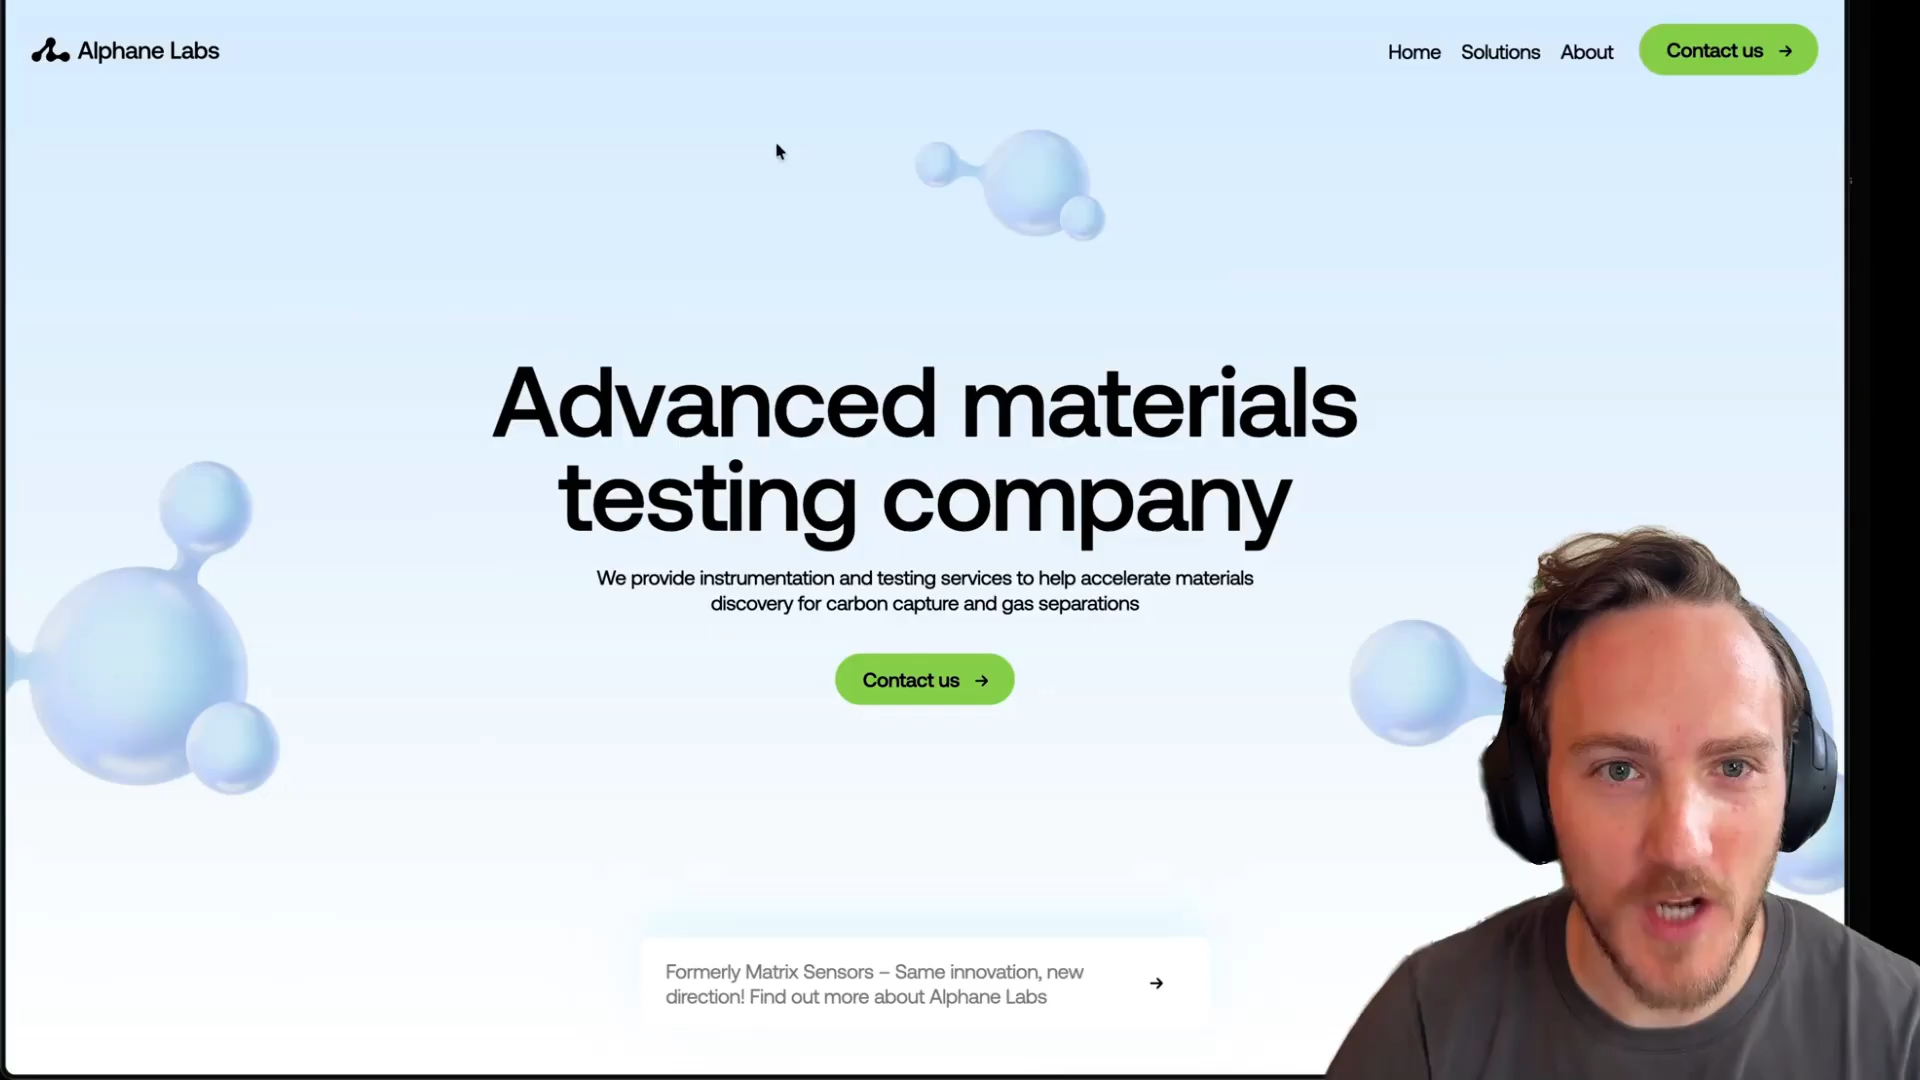 Alphane Labs
Home
Solutions
About
Contact us
Advanced materials
testing company
We provide instrumentation and testing services to help accelerate materials
discovery for carbon capture and gas separations
Contact us
Formerly Matrix Sensors – Same innovation, new
direction! Find out more about Alphane Labs